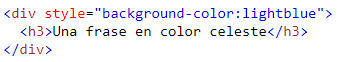 <div style="background-color:lightblue">
  <h3>Una frase en color celeste</h3>
</div>